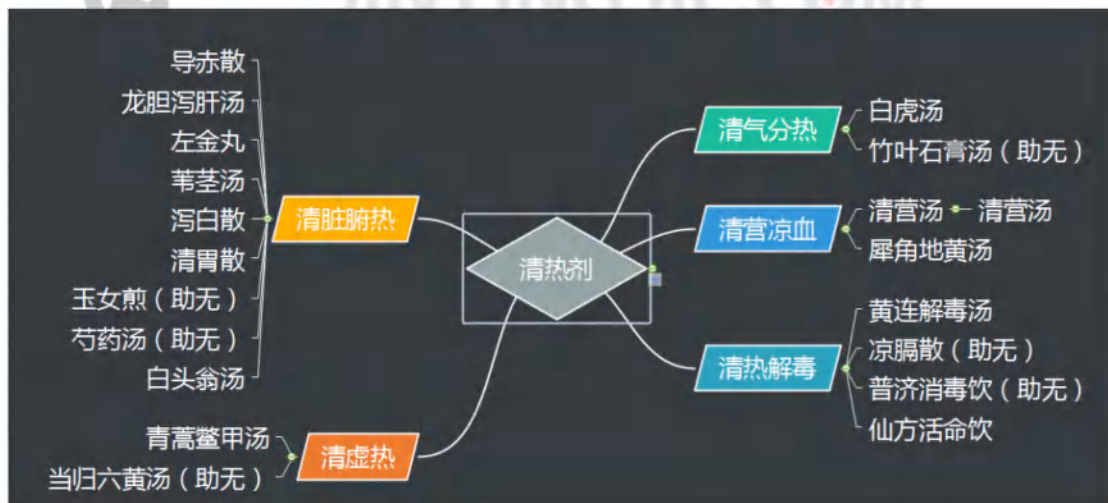 清热剂
清气分热
白虎汤
竹叶石膏汤（助无）
清营凉血
清营汤 清营汤
犀角地黄汤
清热解毒
黄连解毒汤
凉膈散（助无）
普济消毒饮（助无）
仙方活命饮
清脏腑热
导赤散
龙胆泻肝汤
左金丸
苇茎汤
泻白散
清胃散
玉女煎（助无）
芍药汤（助无）
白头翁汤
清虚热
青蒿鳖甲汤
当归六黄汤（助无）